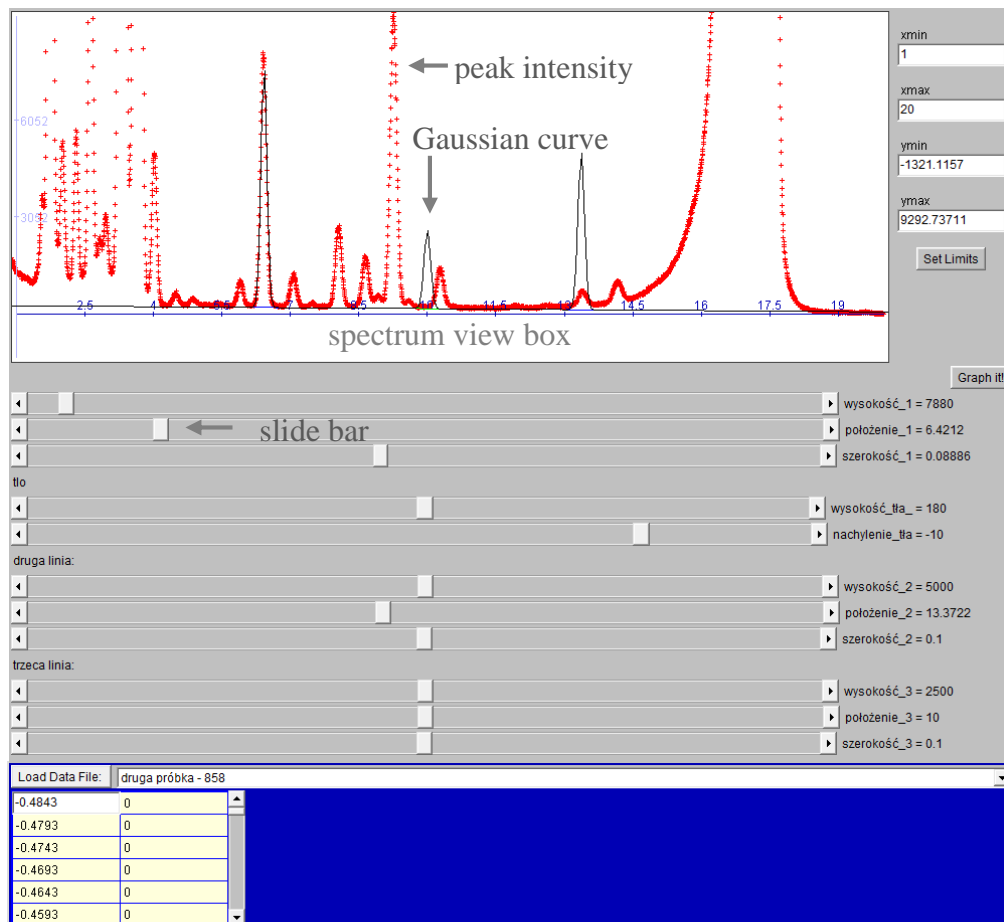 peak intensity
Gaussian curve
6052
3052
2.5 4 5.5 7 8.5 10 11.5 13 14.5 16 17.5 19
spectrum view box
xmin
1
xmax
20
ymin
-1321.1157
ymax
9292.73711
Set Limits
Graph it!
wysokość_1 = 7880
slide bar
położenie_1 = 6.4212
szerokość_1 = 0.08886
tlo
wysokość_tła_ = 180
nachylenie_tła = -10
druga linia:
wysokość_2 = 5000
położenie_2 = 13.3722
szerokość_2 = 0.1
trzeca linia:
wysokość_3 = 2500
położenie_3 = 10
szerokość_3 = 0.1
Load Data File: druga próbka - 858
-0.4843 0
-0.4793 0
-0.4743 0
-0.4693 0
-0.4643 0
-0.4593 0